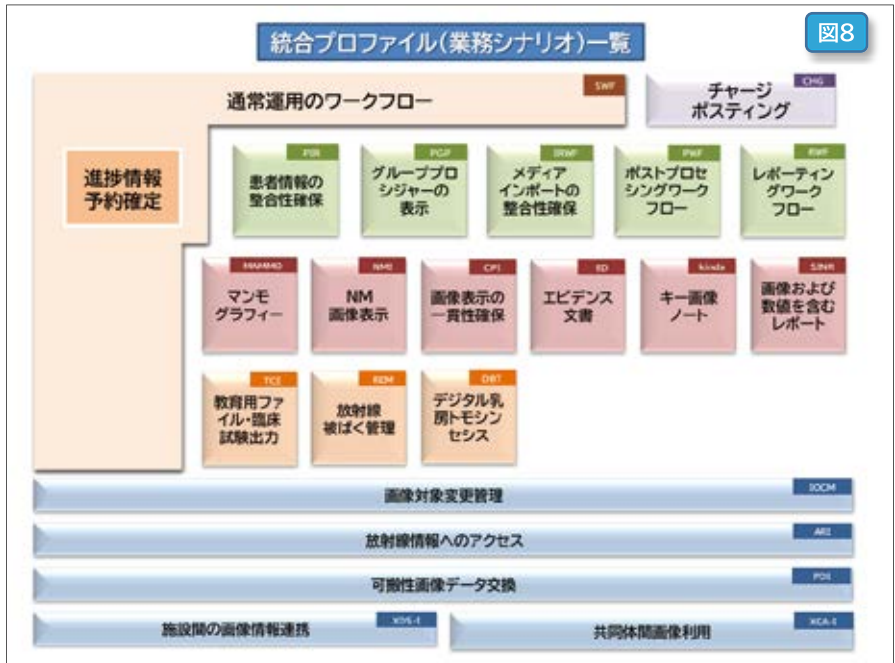 統合プロファイル(業務シナリオ)一覧
図8
SWF
通常運用のワークフロー
CHG
チャージ
ポスティング
進捗情報
予約確定
PIR
患者情報の
整合性確保
PGP
グループプロ
シジャーの
表示
IRWF
メディア
インポートの
整合性確保
PWF
ポストプロセ
シングワーク
フロー
RWF
レポーティン
グワーク
フロー
MAMMO
マンモ
グラフィー
NMI
NM
画像表示
CPI
画像表示の
一貫性確保
ED
エビデンス
文書
キー画像
ノート
SINR
画像および
数値を含む
レポート
TCE
教育用ファ
イル・臨床
試験出力
REM
放射線
被ばく管理
DBT
デジタル乳
房トモシン
セシス
画像対象変更管理
IOCM
放射線情報へのアクセス
ARI
可搬性画像データ交換
PDI
施設間の画像情報連携
XDS-I
共同体間画像利用
XCA-I